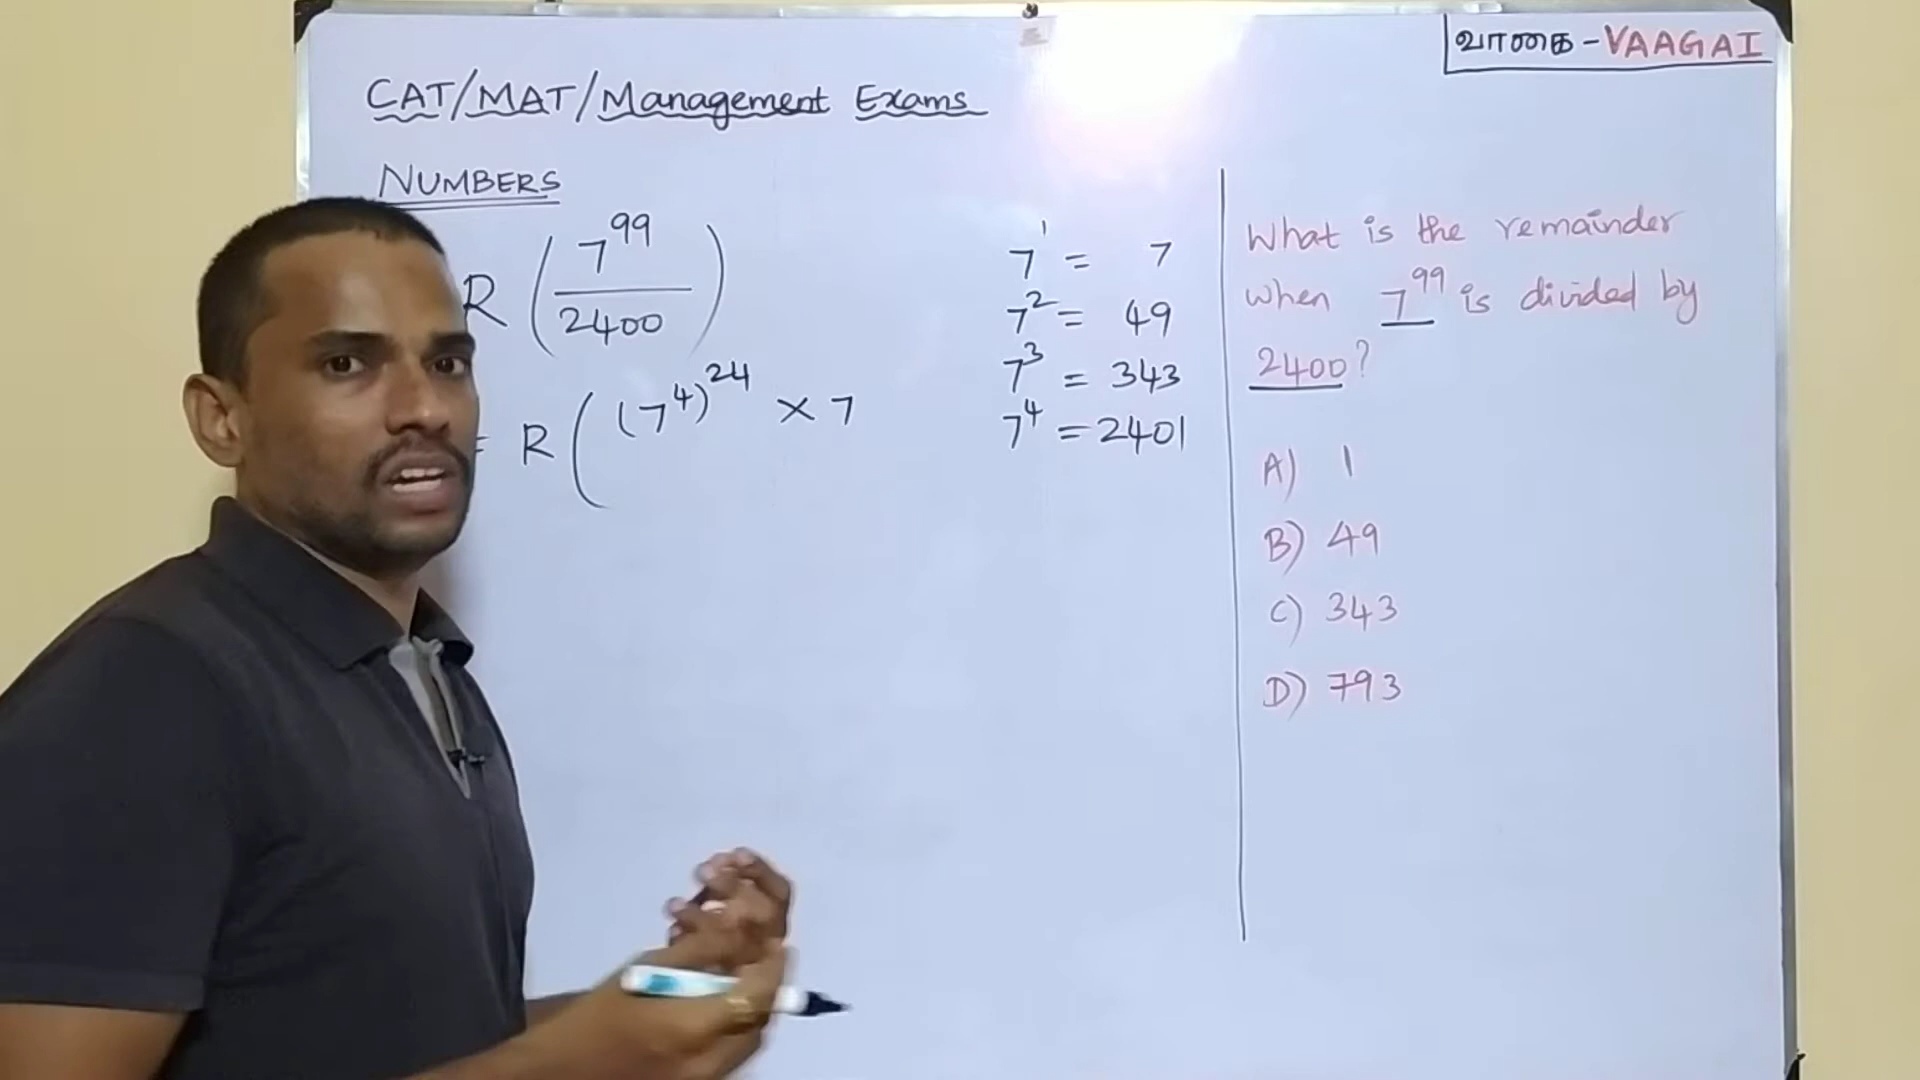 வாகை - VAAGAI
CAT/MAT/Management Exams
NUMBERS
R ( 7^99 / 2400 )
= R ( (7^4)^24 × 7
7^1 = 7
7^2 = 49
7^3 = 343
7^4 = 2401
What is the remainder
when 7^99 is divided by
2400?
A) 1
B) 49
C) 343
D) 793